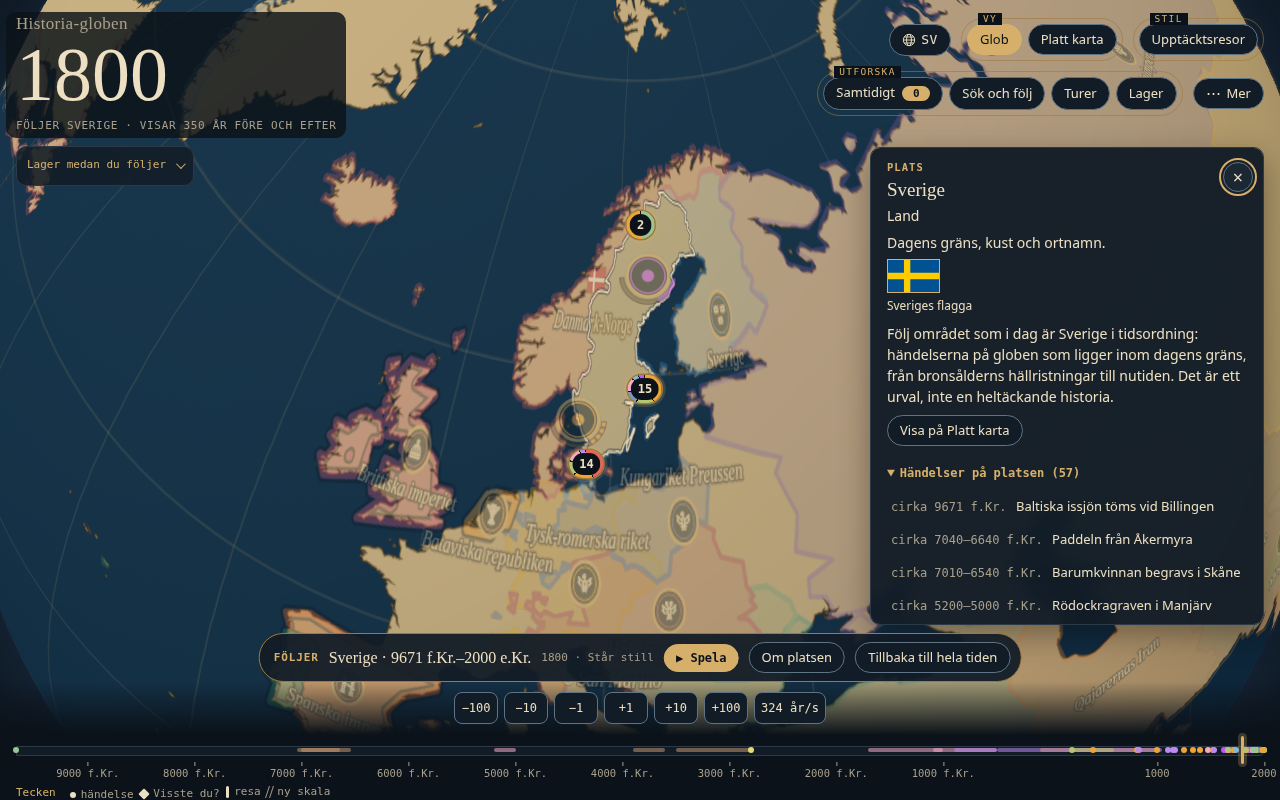 Historia-globen
1800
FÖLJER SVERIGE · VISAR 350 ÅR FÖRE OCH EFTER
Lager medan du följer
SV
VY
Glob
Platt karta
STIL
Upptäcktsresor
UTFORSKA
Samtidigt 0
Sök och följ
Turer
Lager
··· Mer
PLATS
Sverige
Land
Dagens gräns, kust och ortnamn.
Sveriges flagga
Följ området som i dag är Sverige i tidsordning:
händelserna på globen som ligger inom dagens gräns,
från bronsålderns hällristningar till nutiden. Det är ett
urval, inte en heltäckande historia.
Visa på Platt karta
▼ Händelser på platsen (57)
cirka 9671 f.Kr. Baltiska issjön töms vid Billingen
cirka 7040–6640 f.Kr. Paddeln från Åkermyra
cirka 7010–6540 f.Kr. Barumkvinnan begravs i Skåne
cirka 5200–5000 f.Kr. Rödockragraven i Manjärv
2
Danmark-Norge
Sverige
15
14
Brittiska imperiet
Kungariket Preussen
Tysk-romerska riket
Bataviska republiken
San Marino
Qajarernas Iran
FÖLJER Sverige · 9671 f.Kr.–2000 e.Kr. 1800 · Står still ▶ Spela Om platsen Tillbaka till hela tiden
−100 −10 −1 +1 +10 +100 324 år/s
9000 f.Kr. 8000 f.Kr. 7000 f.Kr. 6000 f.Kr. 5000 f.Kr. 4000 f.Kr. 3000 f.Kr. 2000 f.Kr. 1000 f.Kr. 1000 2000
Tecken händelse Visste du? resa // ny skala